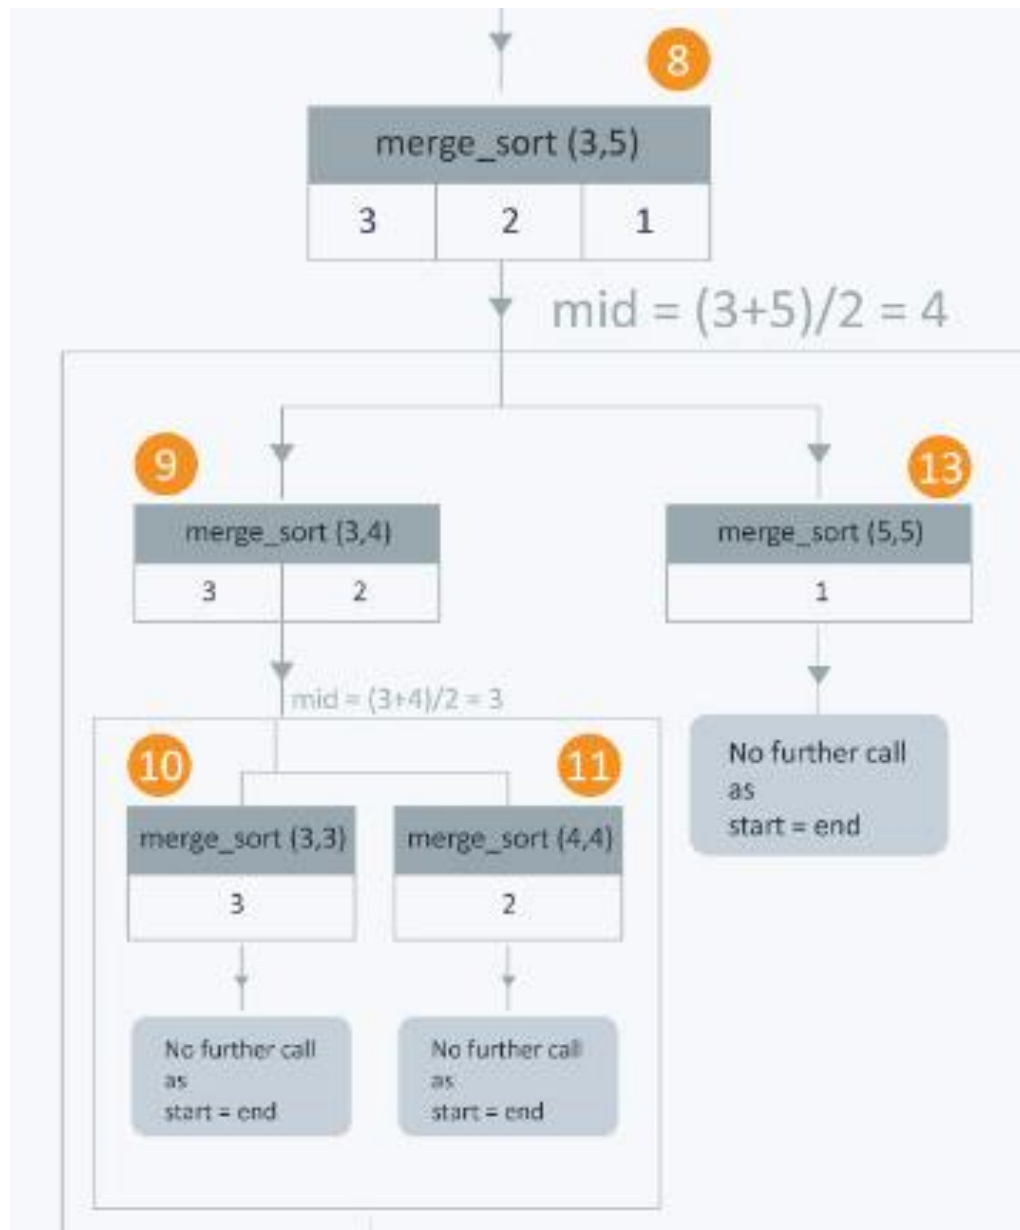 8
merge_sort (3,5)
3 2 1
mid = (3+5)/2 = 4
9
13
merge_sort (3,4)
merge_sort (5,5)
3 2
1
mid = (3+4)/2 = 3
10
11
No further call
as
start = end
merge_sort (3,3)
merge_sort (4,4)
3
2
No further call
as
start = end
No further call
as
start = end